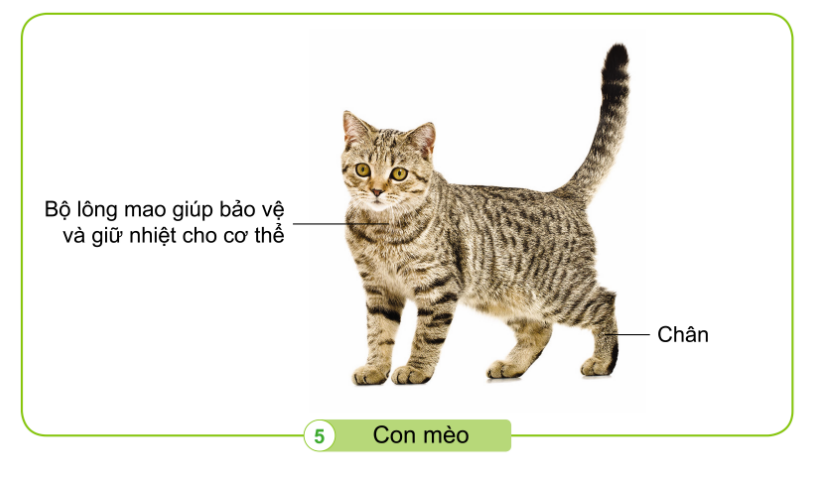 Bộ lông mao giúp bảo vệ
và giữ nhiệt cho cơ thể
Chân
5 Con mèo